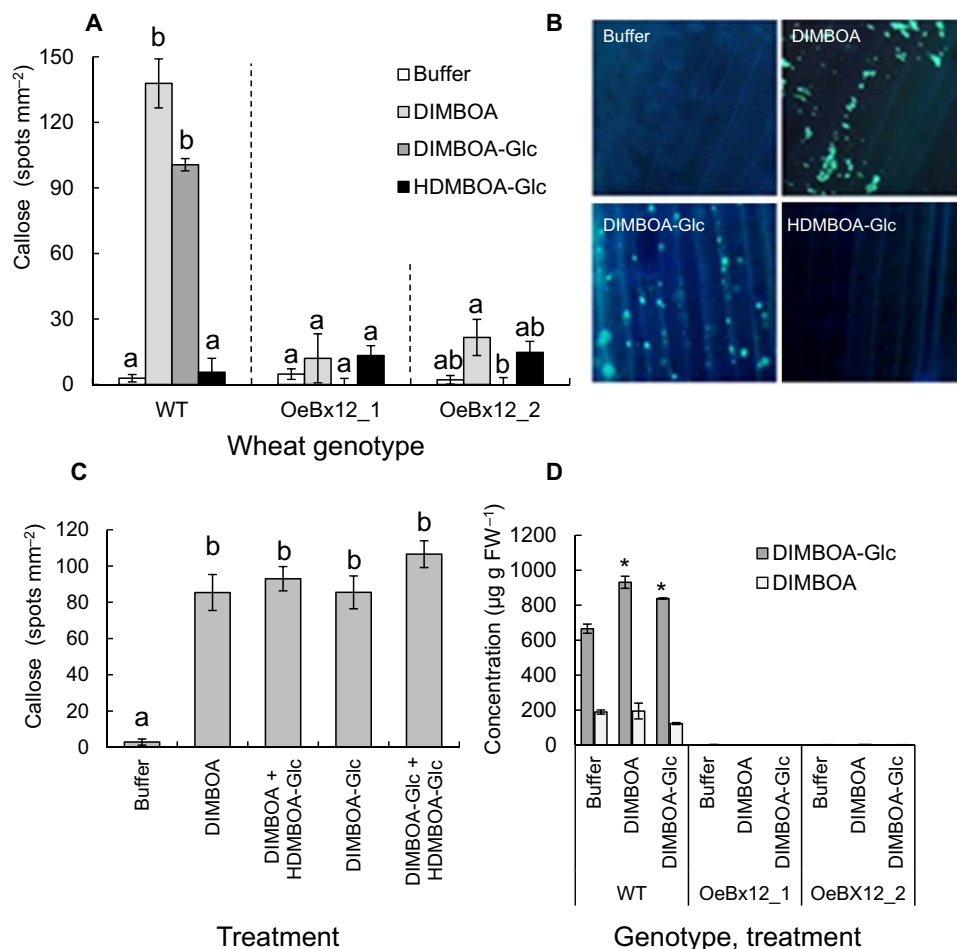 A
b
b
a
a
a
a
a
a
ab
a
b
ab
Callose (spots mm⁻²)
150
120
90
60
30
0
Buffer
DIMBOA
DIMBOA-Glc
HDMBOA-Glc
WT
OeBx12_1
OeBx12_2
Wheat genotype
B
Buffer
DIMBOA
DIMBOA-Glc
HDMBOA-Glc
C
Callose (spots mm⁻²)
120
100
80
60
40
20
0
a
b
b
b
b
Buffer
DIMBOA
DIMBOA +
HDMBOA-Glc
DIMBOA-Glc
DIMBOA-Glc +
HDMBOA-Glc
Treatment
D
Concentration (µg g FW⁻¹)
1200
1000
800
600
400
200
0
*
*
DIMBOA-Glc
DIMBOA
Buffer
DIMBOA
DIMBOA-Glc
Buffer
DIMBOA
DIMBOA-Glc
Buffer
DIMBOA
DIMBOA-Glc
WT
OeBx12_1
OeBX12_2
Genotype, treatment